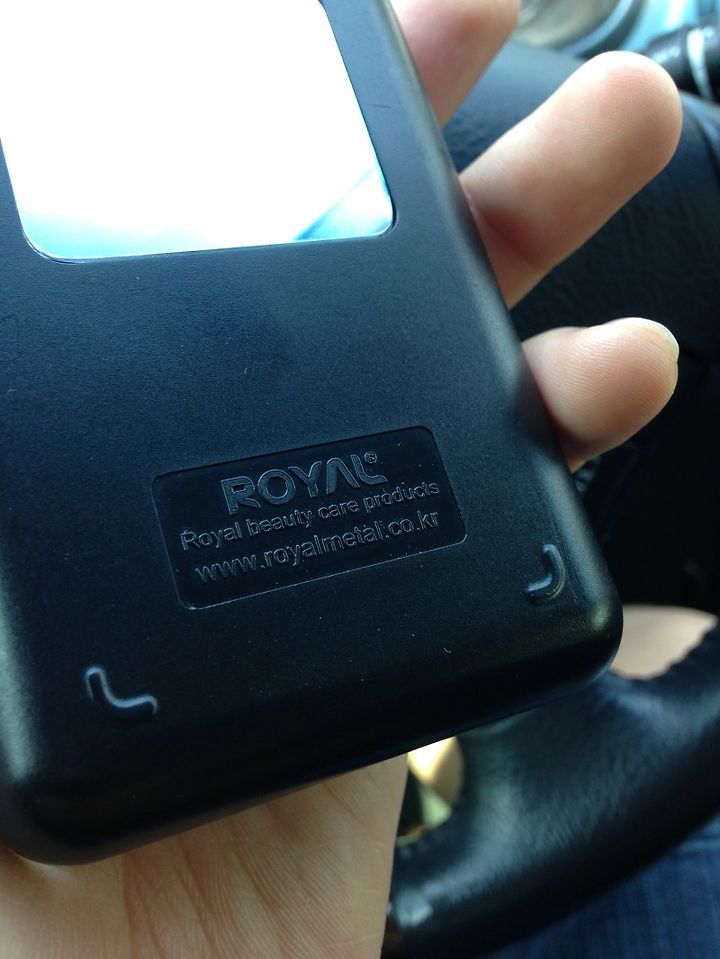 ROYAL®
Royal beauty care products
www.royalmetal.co.kr